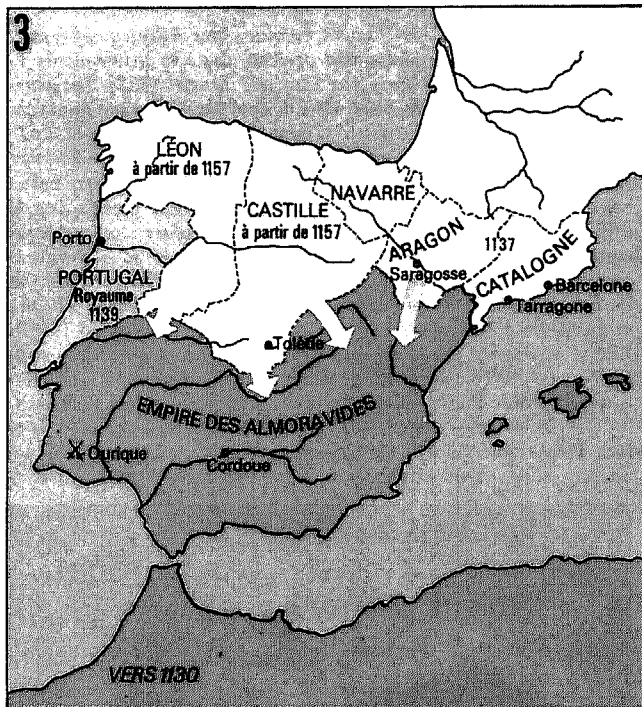 3
LÉON
à partir de 1157
NAVARRE
CASTILLE
à partir de 1157
Porto
ARAGON
1137
Saragosse
CATALOGNE
Barcelone
Tarragone
PORTUGAL
Royaume
1139
Tolède
EMPIRE DES ALMORAVIDES
Ourique
Cordoue
VERS 1130